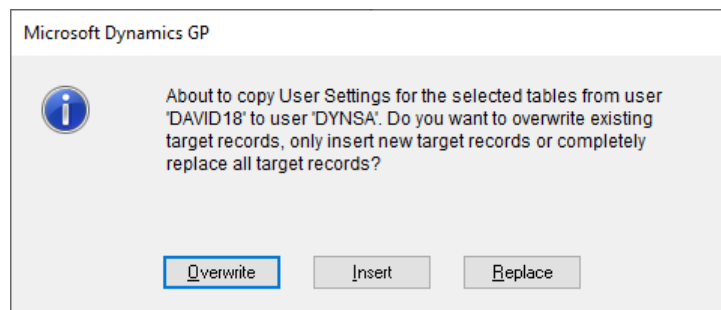 Microsoft Dynamics GP
About to copy User Settings for the selected tables from user
'DAVID18' to user 'DYNSA'. Do you want to overwrite existing
target records, only insert new target records or completely
replace all target records?
Overwrite Insert Replace